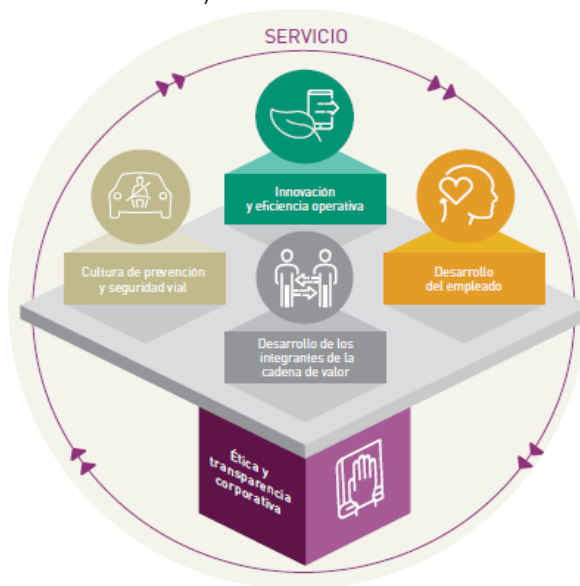 SERVICIO
Innovación
y eficiencia operativa
Cultura de prevención
y seguridad vial
Desarrollo
del empleado
Desarrollo de los
integrantes de la
cadena de valor
Ética y
transparencia
corporativa